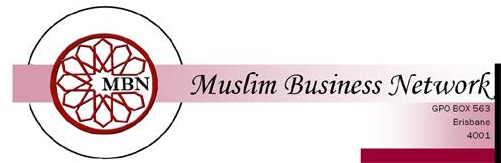 MBN
Muslim Business Network
GPO BOX 563
Brisbane
4001